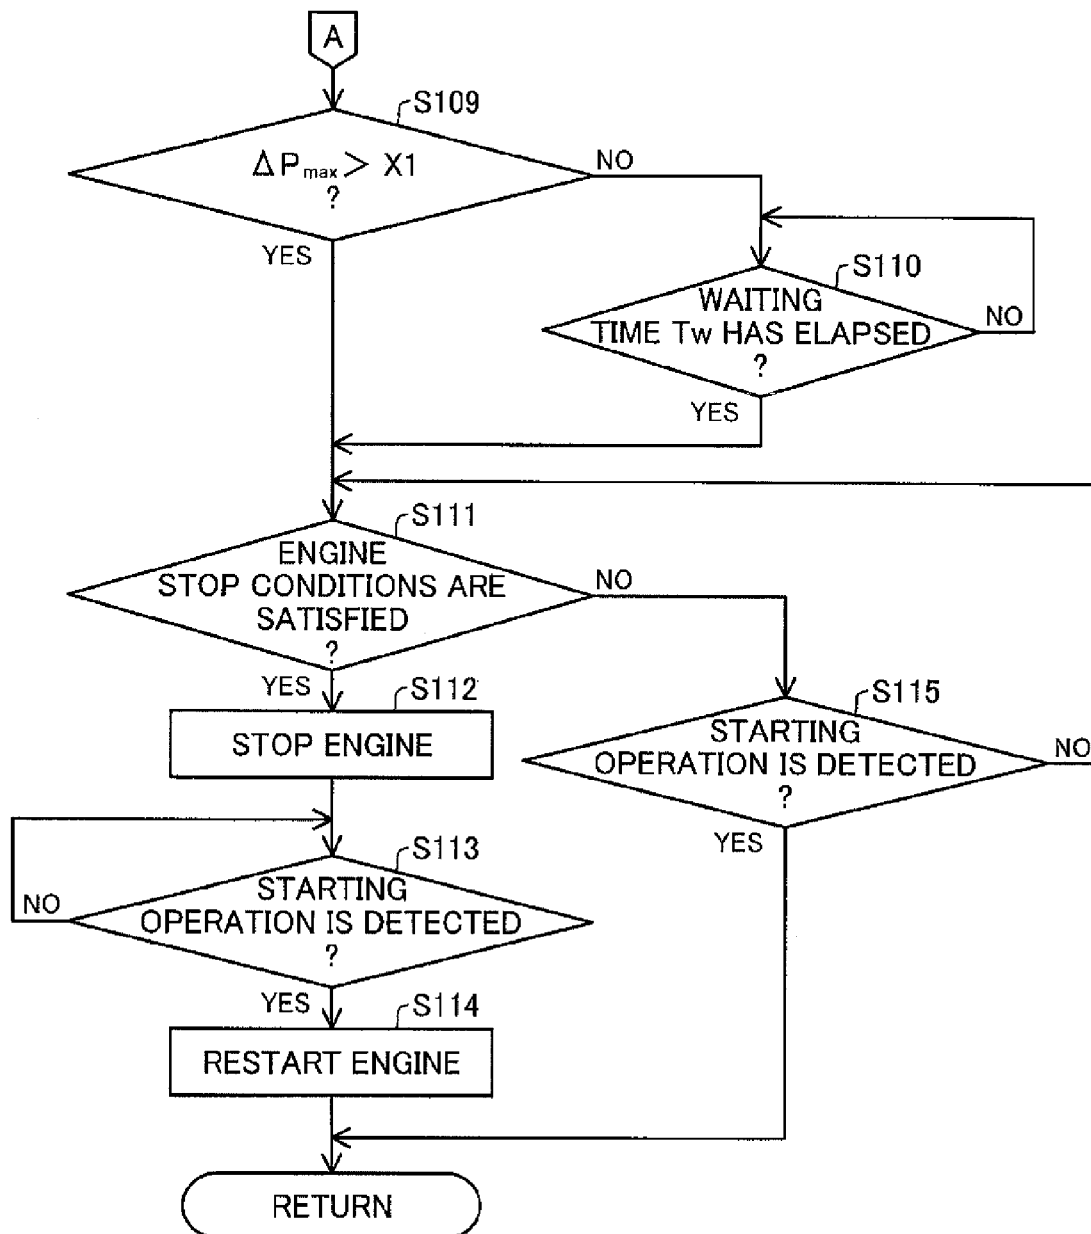 A
S109
ΔPmax > X1
?
NO
YES
S110
WAITING
TIME Tw HAS ELAPSED
?
NO
YES
S111
ENGINE
STOP CONDITIONS ARE
SATISFIED
?
NO
YES
S112
STOP ENGINE
S115
STARTING
OPERATION IS DETECTED
?
NO
YES
S113
STARTING
OPERATION IS DETECTED
?
NO
YES
S114
RESTART ENGINE
RETURN